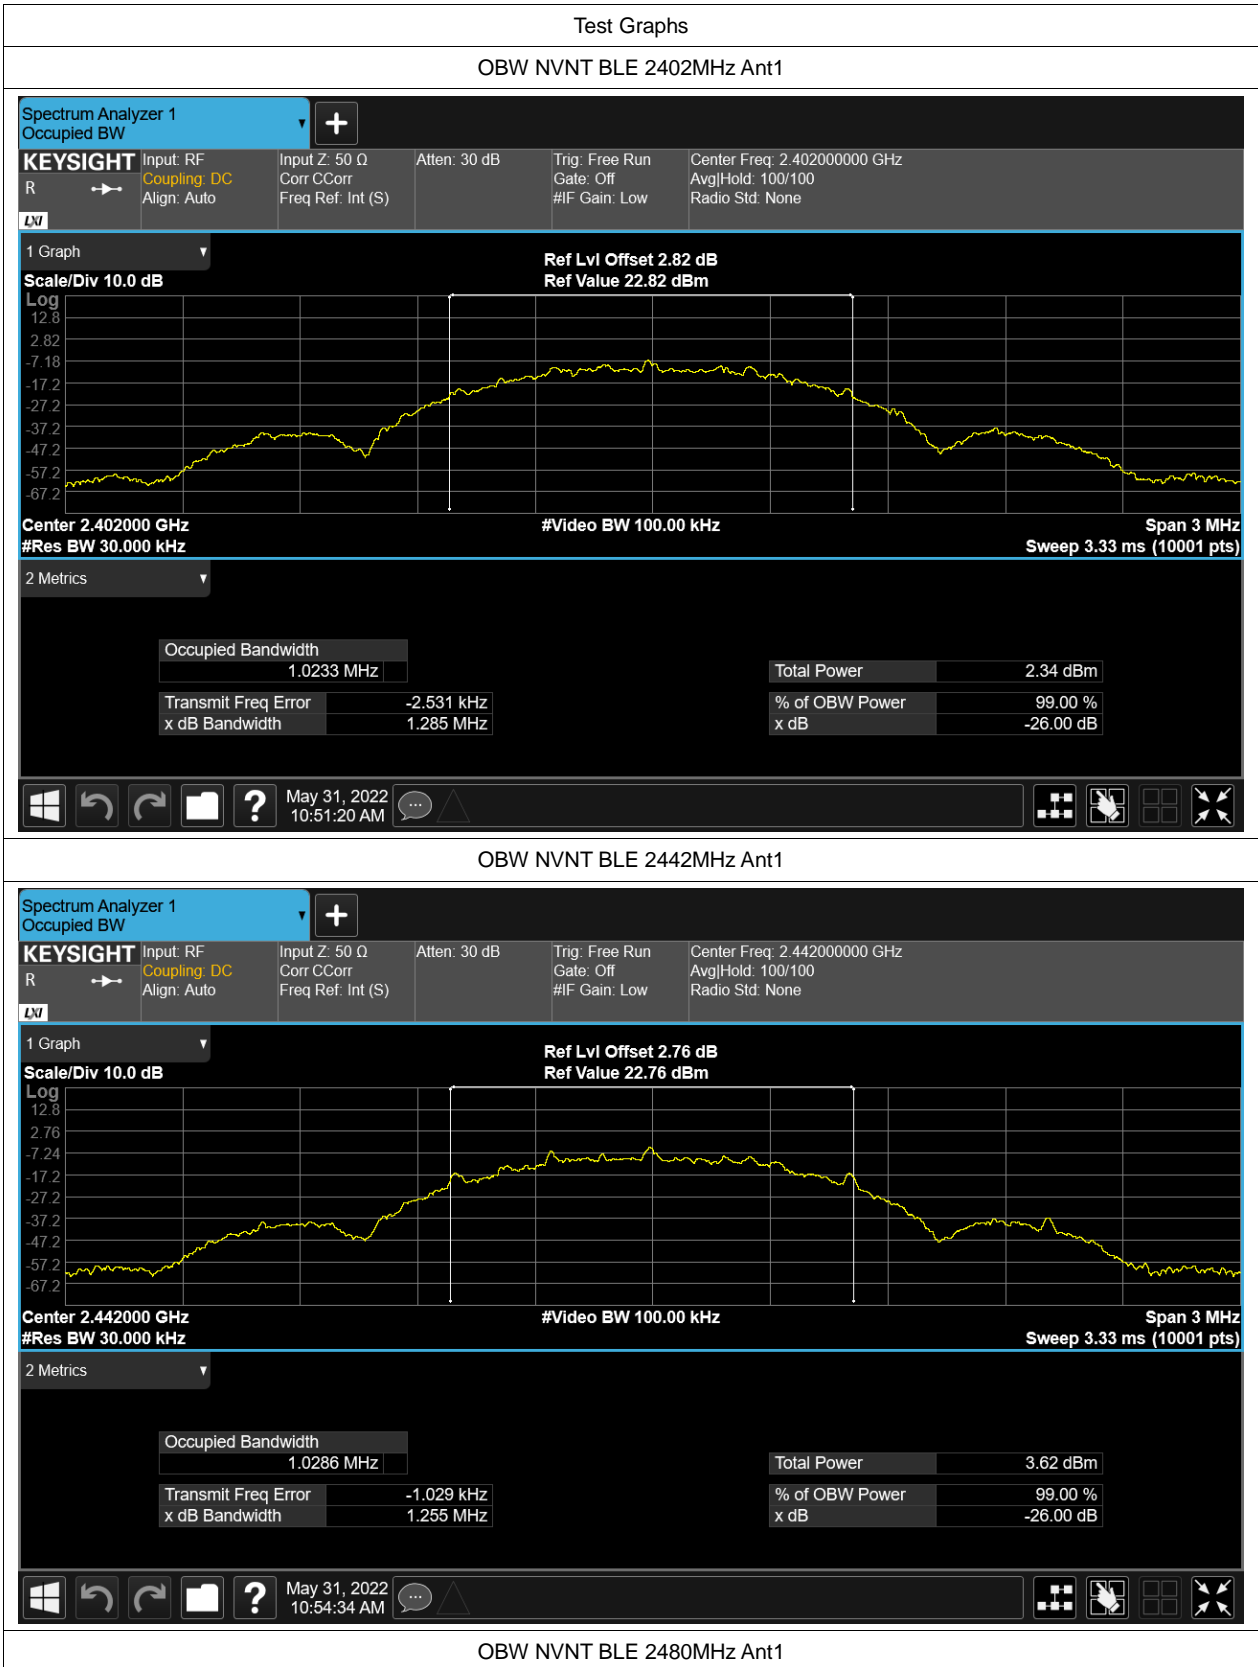 Test Graphs
OBW NVNT BLE 2402MHz Ant1
Spectrum Analyzer 1
Occupied BW
KEYSIGHT
R
LXI
Input: RF
Coupling: DC
Align: Auto
Input Z: 50 Ω
Corr CCorr
Freq Ref: Int (S)
Atten: 30 dB
Trig: Free Run
Gate: Off
#IF Gain: Low
Center Freq: 2.402000000 GHz
Avg|Hold: 100/100
Radio Std: None
1 Graph
Scale/Div 10.0 dB
Ref Lvl Offset 2.82 dB
Ref Value 22.82 dBm
Log
12.8
2.82
-7.18
-17.2
-27.2
-37.2
-47.2
-57.2
-67.2
Center 2.402000 GHz
#Res BW 30.000 kHz
#Video BW 100.00 kHz
Span 3 MHz
Sweep 3.33 ms (10001 pts)
2 Metrics
Occupied Bandwidth
1.0233 MHz
Transmit Freq Error -2.531 kHz
x dB Bandwidth 1.285 MHz
Total Power 2.34 dBm
% of OBW Power 99.00 %
x dB -26.00 dB
?
May 31, 2022
10:51:20 AM
OBW NVNT BLE 2442MHz Ant1
Spectrum Analyzer 1
Occupied BW
KEYSIGHT
R
LXI
Input: RF
Coupling: DC
Align: Auto
Input Z: 50 Ω
Corr CCorr
Freq Ref: Int (S)
Atten: 30 dB
Trig: Free Run
Gate: Off
#IF Gain: Low
Center Freq: 2.442000000 GHz
Avg|Hold: 100/100
Radio Std: None
1 Graph
Scale/Div 10.0 dB
Ref Lvl Offset 2.76 dB
Ref Value 22.76 dBm
Log
12.8
2.76
-7.24
-17.2
-27.2
-37.2
-47.2
-57.2
-67.2
Center 2.442000 GHz
#Res BW 30.000 kHz
#Video BW 100.00 kHz
Span 3 MHz
Sweep 3.33 ms (10001 pts)
2 Metrics
Occupied Bandwidth
1.0286 MHz
Transmit Freq Error -1.029 kHz
x dB Bandwidth 1.255 MHz
Total Power 3.62 dBm
% of OBW Power 99.00 %
x dB -26.00 dB
?
May 31, 2022
10:54:34 AM
OBW NVNT BLE 2480MHz Ant1